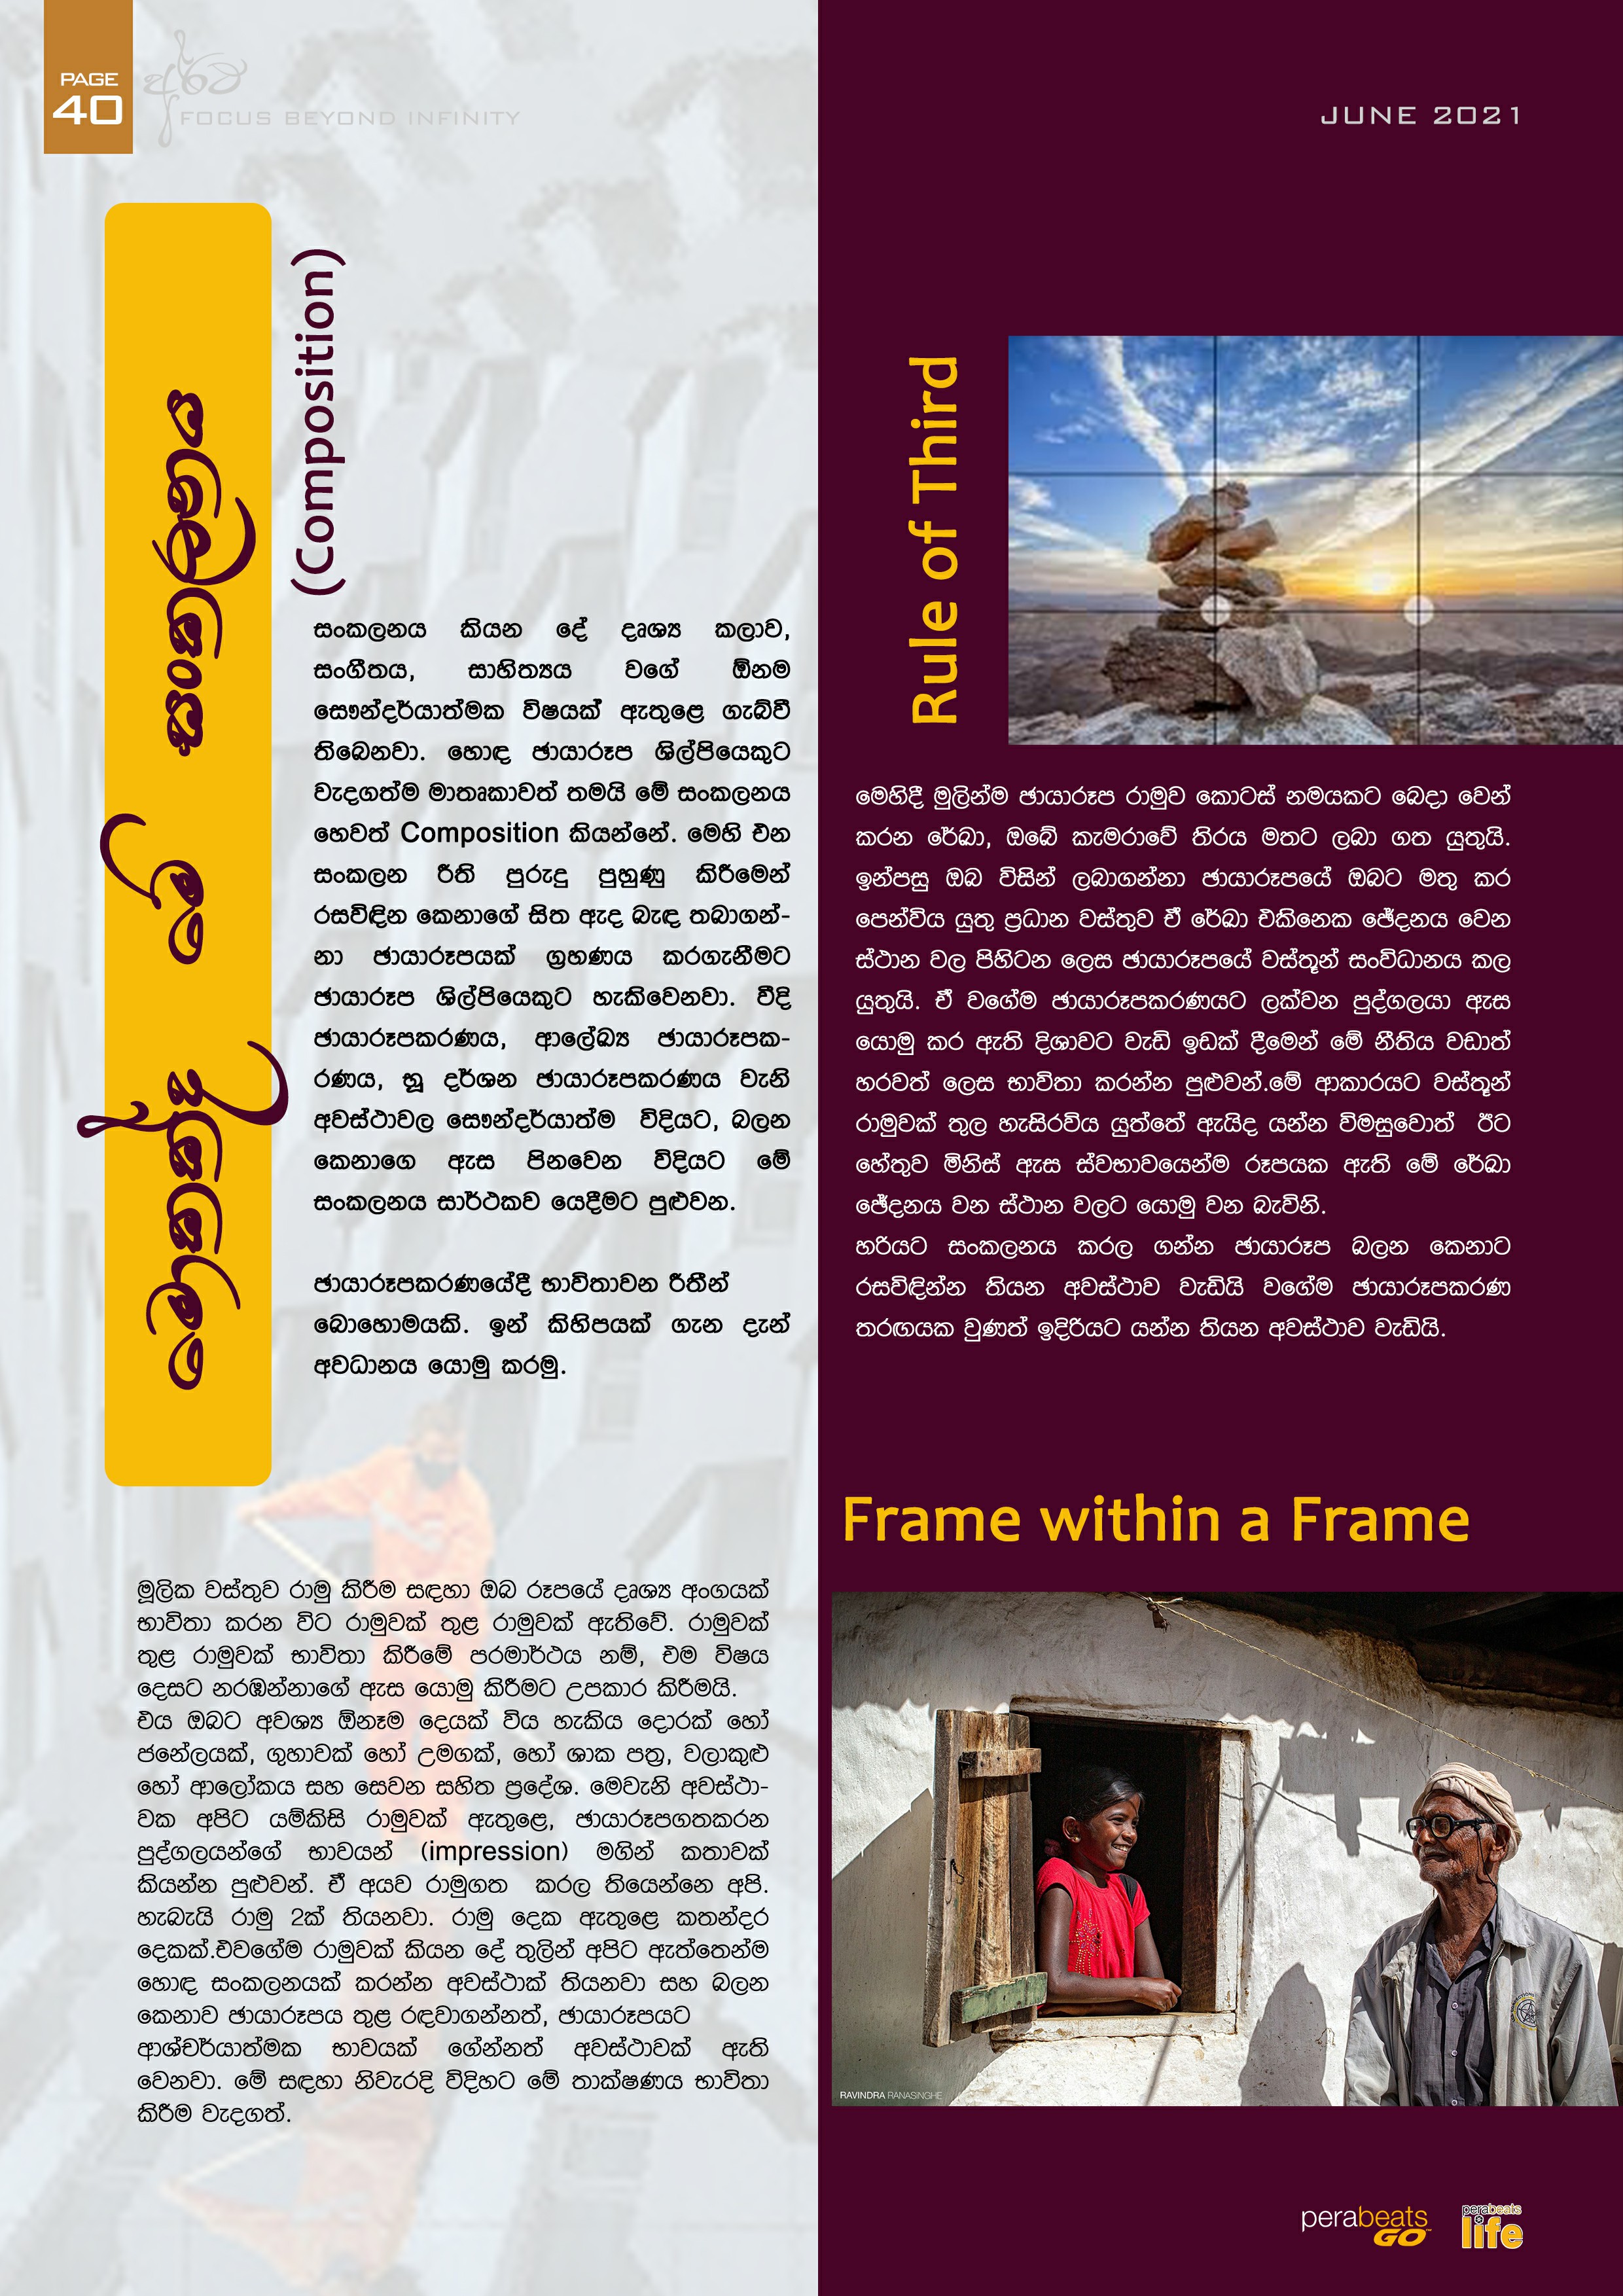 PAGE
40
අරුට
FOCUS BEYOND INFINITY
JUNE 2021
මොකක්ද මේ සංකලනය
(Composition)
සංකලනය කියන දේ දෘශ්‍ය කලාව,
සංගීතය, සාහිත්‍යය වගේ ඕනම
සෞන්දර්යාත්මක විෂයක් ඇතුළෙ ගැබ්වී
තිබෙනවා. හොඳ ඡායාරූප ශිල්පියෙකුට
වැදගත්ම මාතෘකාවත් තමයි මේ සංකලනය
හෙවත් Composition කියන්නේ. මෙහි එන
සංකලන රීති පුරුදු පුහුණු කිරීමෙන්
රසවිඳින කෙනාගේ සිත ඇද බැඳ තබාගන්-
නා ඡායාරූපයක් ග්‍රහණය කරගැනීමට
ඡායාරූප ශිල්පියෙකුට හැකිවෙනවා. වීදි
ඡායාරූපකරණය, ආලේඛ්‍ය ඡායාරූපක-
රණය, භූ දර්ශන ඡායාරූපකරණය වැනි
අවස්ථාවල සෞන්දර්යාත්ම විදියට, බලන
කෙනාගෙ ඇස පිනවෙන විදියට මේ
සංකලනය සාර්ථකව යෙදීමට පුළුවන.
ඡායාරූපකරණයේදී භාවිතාවන රීතීන්
බොහොමයකි. ඉන් කිහිපයක් ගැන දැන්
අවධානය යොමු කරමු.
Rule of Third
මෙහිදී මුලින්ම ඡායාරූප රාමුව කොටස් නමයකට බෙදා වෙන්
කරන රේඛා, ඔබේ කැමරාවේ තිරය මතට ලබා ගත යුතුයි.
ඉන්පසු ඔබ විසින් ලබාගන්නා ඡායාරූපයේ ඔබට මතු කර
පෙන්විය යුතු ප්‍රධාන වස්තුව ඒ රේඛා එකිනෙක ඡේදනය වෙන
ස්ථාන වල පිහිටන ලෙස ඡායාරූපයේ වස්තූන් සංවිධානය කල
යුතුයි. ඒ වගේම ඡායාරූපකරණයට ලක්වන පුද්ගලයා ඇස
යොමු කර ඇති දිශාවට වැඩි ඉඩක් දීමෙන් මේ නීතිය වඩාත්
හරවත් ලෙස භාවිතා කරන්න පුළුවන්.මේ ආකාරයට වස්තූන්
රාමුවක් තුල හැසිරවිය යුත්තේ ඇයිද යන්න විමසුවොත් ඊට
හේතුව මිනිස් ඇස ස්වභාවයෙන්ම රූපයක ඇති මේ රේඛා
ඡේදනය වන ස්ථාන වලට යොමු වන බැවිනි.
හරියට සංකලනය කරල ගන්න ඡායාරූප බලන කෙනාට
රසවිඳින්න තියන අවස්ථාව වැඩියි වගේම ඡායාරූපකරණ
තරඟයක වුණත් ඉදිරියට යන්න තියන අවස්ථාව වැඩියි.
Frame within a Frame
මූලික වස්තුව රාමු කිරීම සඳහා ඔබ රූපයේ දෘශ්‍ය අංගයක්
භාවිතා කරන විට රාමුවක් තුළ රාමුවක් ඇතිවේ. රාමුවක්
තුළ රාමුවක් භාවිතා කිරීමේ පරමාර්ථය නම්, එම විෂය
දෙසට නරඹන්නාගේ ඇස යොමු කිරීමට උපකාර කිරීමයි.
එය ඔබට අවශ්‍ය ඕනෑම දෙයක් විය හැකිය දොරක් හෝ
ජනේලයක්, ගුහාවක් හෝ උමගක්, හෝ ශාක පත්‍ර, වලාකුළු
හෝ ආලෝකය සහ සෙවන සහිත ප්‍රදේශ. මෙවැනි අවස්ථා-
වක අපිට යම්කිසි රාමුවක් ඇතුළෙ, ඡායාරූපගතකරන
පුද්ගලයන්ගේ භාවයන් (impression) මගින් කතාවක්
කියන්න පුළුවන්. ඒ අයව රාමුගත කරල තියෙන්නෙ අපි.
හැබැයි රාමු 2ක් තියනවා. රාමු දෙක ඇතුළෙ කතන්දර
දෙකක්.එවගේම රාමුවක් කියන දේ තුලින් අපිට ඇත්තෙන්ම
හොඳ සංකලනයක් කරන්න අවස්ථාක් තියනවා සහ බලන
කෙනාව ඡායාරූපය තුළ රඳවාගන්නත්, ඡායාරූපයට
ආශ්චර්යාත්මක භාවයක් ගේන්නත් අවස්ථාවක් ඇති
වෙනවා. මේ සඳහා නිවැරදි විදිහට මේ තාක්ෂණය භාවිතා
කිරීම වැදගත්.
RAVINDRA RANASINGHE
perabeats
GO
perabeats
life